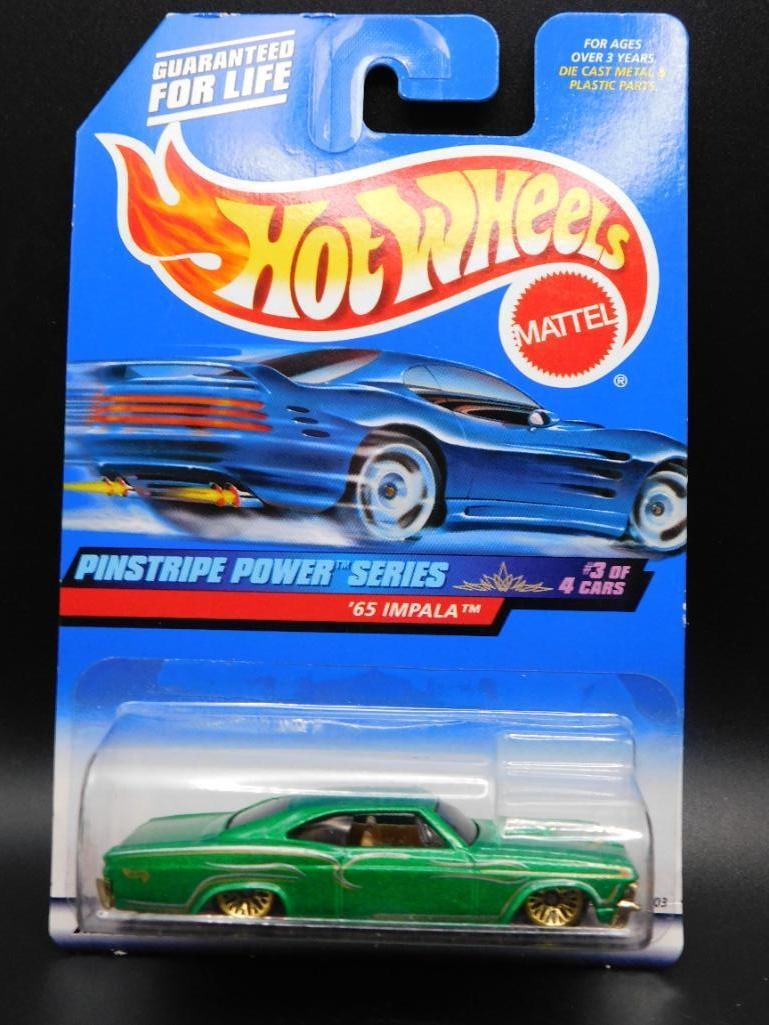 GUARANTEED
FOR LIFE
FOR AGES
OVER 3 YEARS.
DIE CAST METAL &
PLASTIC PARTS.
HOT WHEELS
MATTEL
®
PINSTRIPE POWER™ SERIES
#3 OF
4 CARS
'65 IMPALA™
03